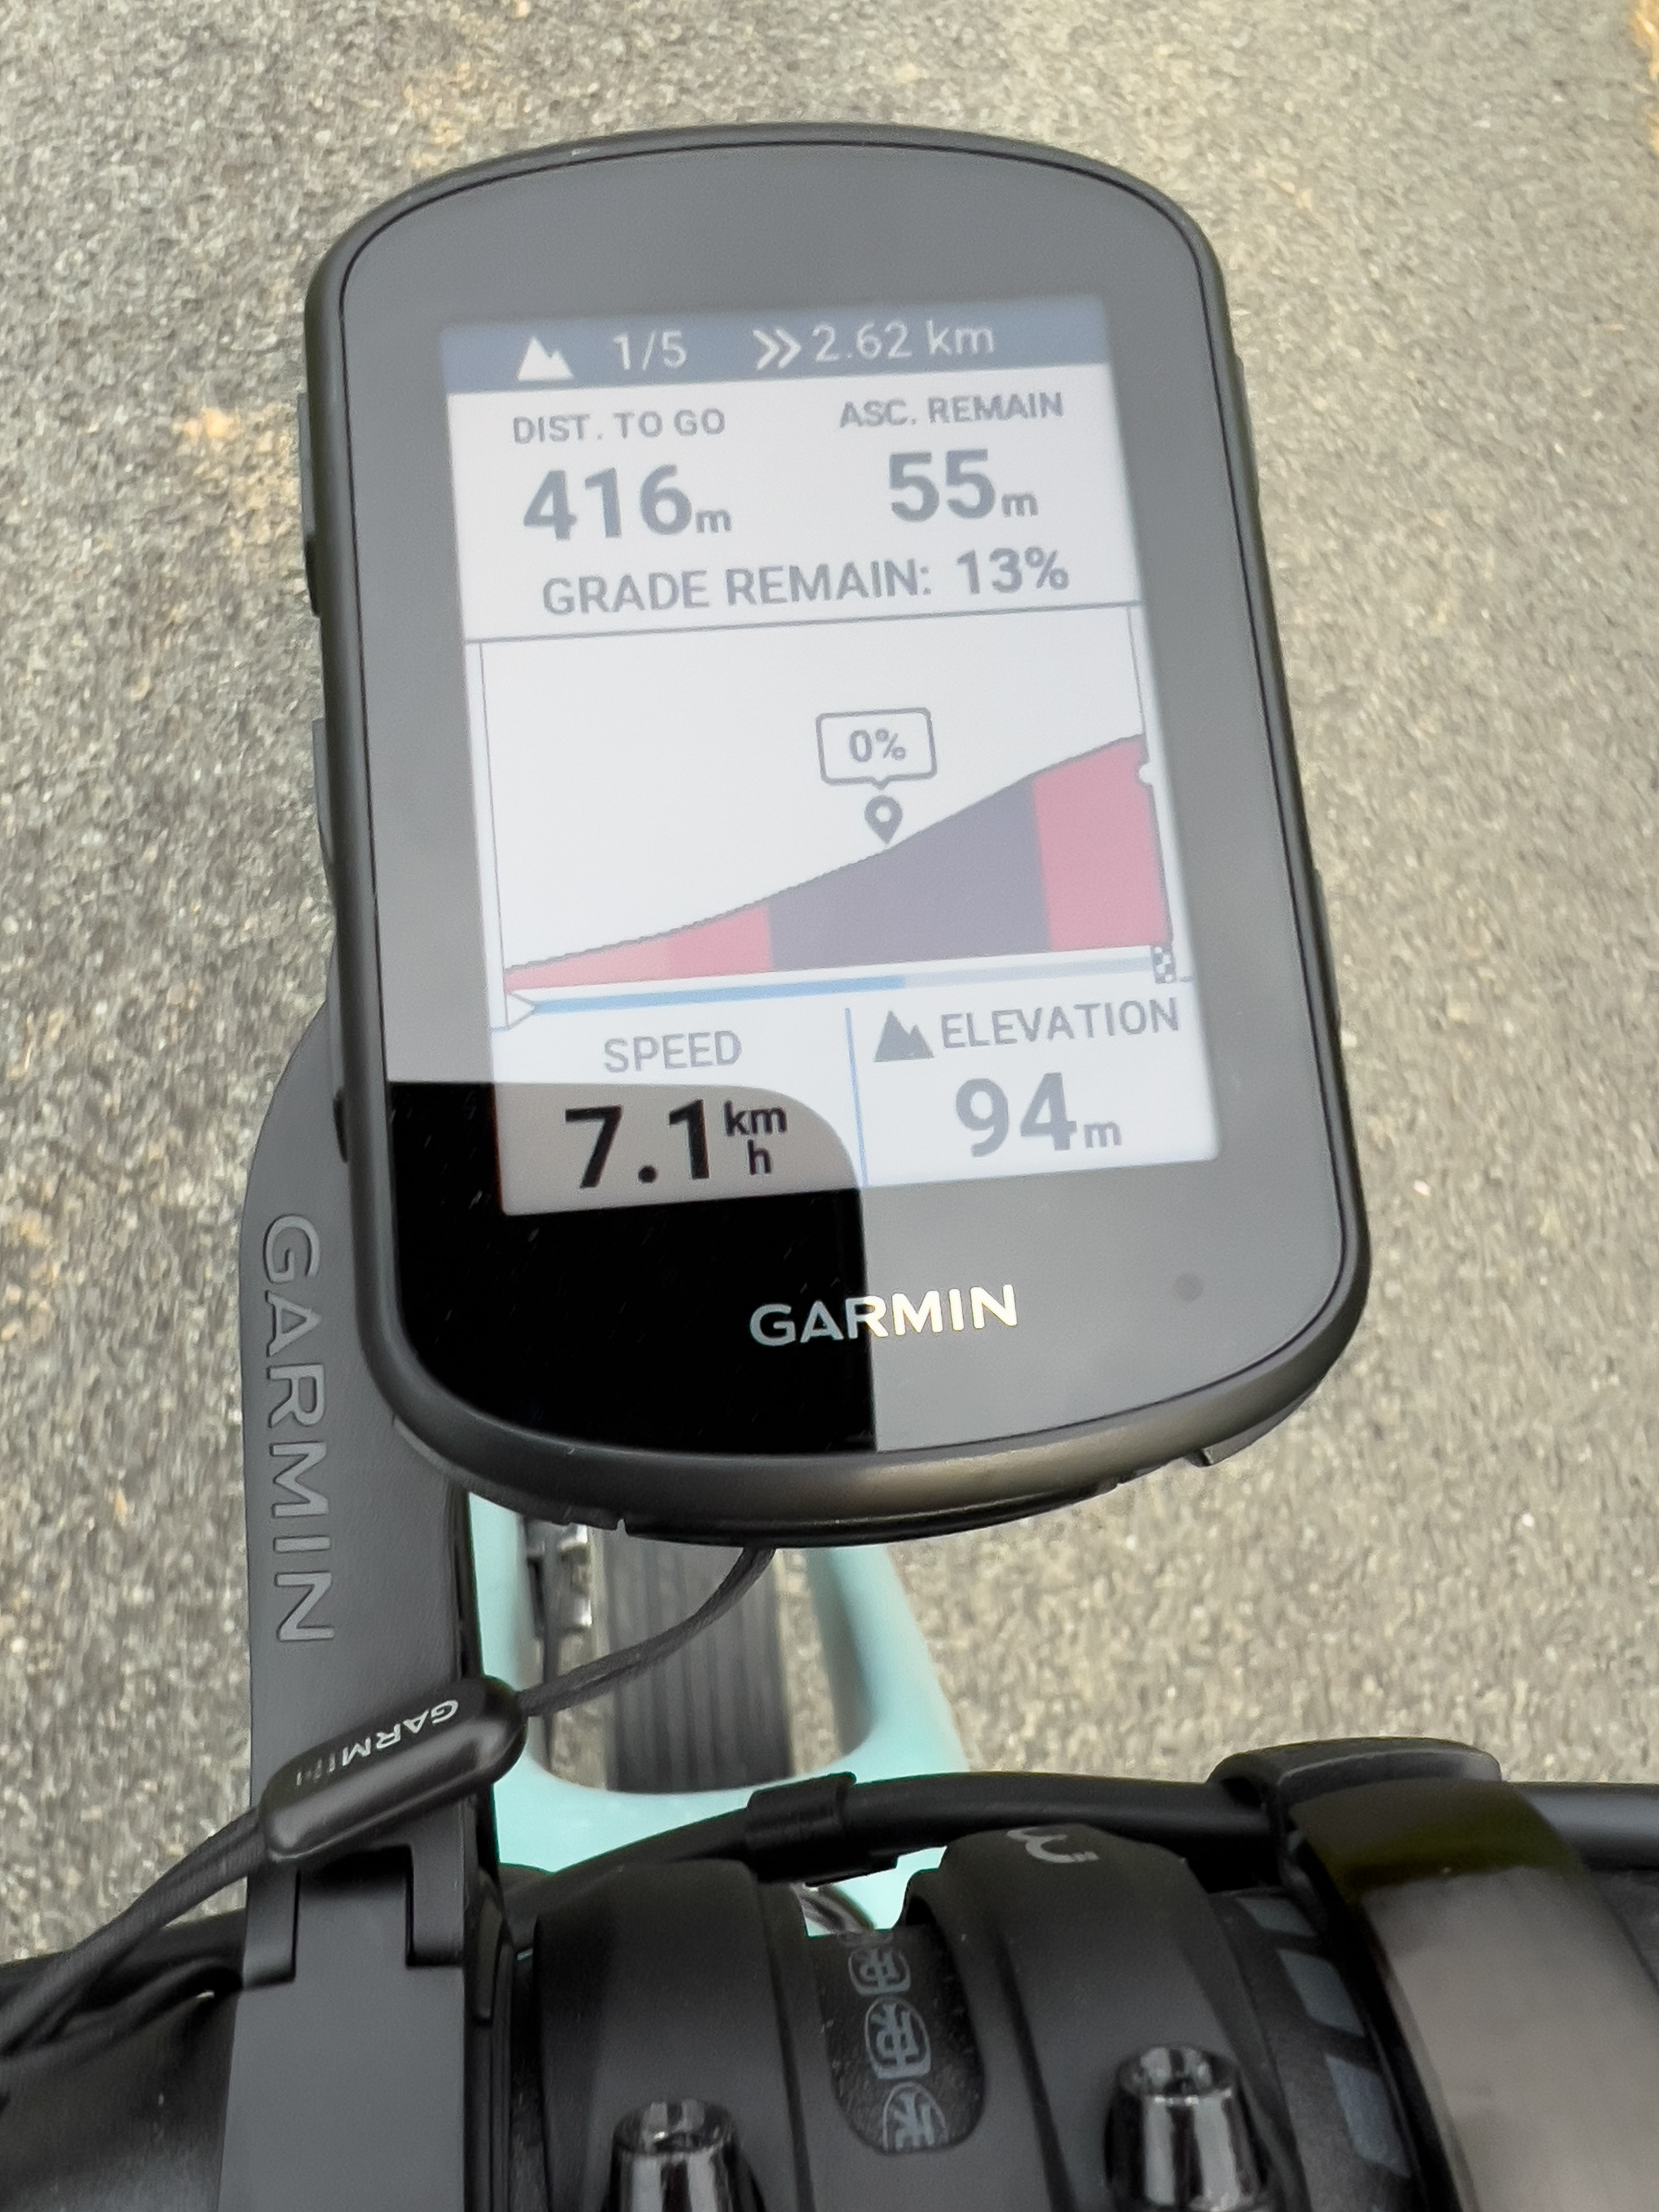 1/5 2.62 km
DIST. TO GO ASC. REMAIN
416m 55m
GRADE REMAIN: 13%
0%
SPEED ELEVATION
7.1 km/h 94m
GARMIN
GARMIN
GARMIN